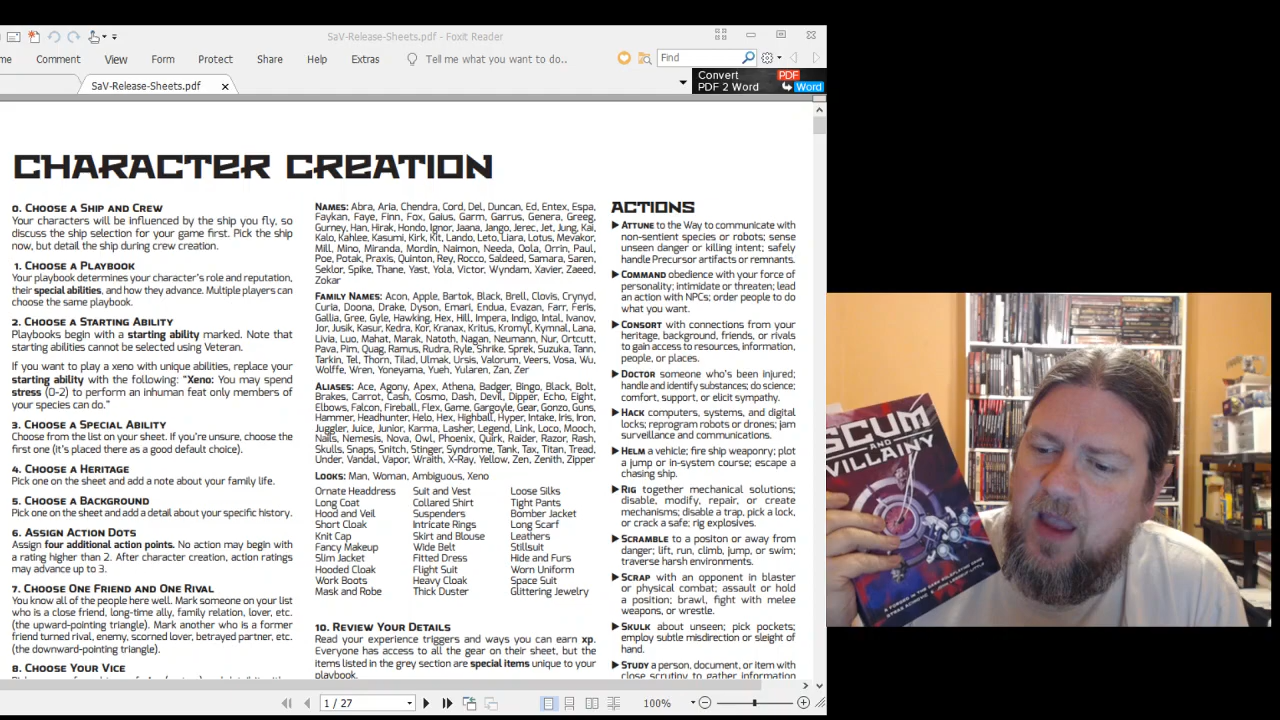 SaV-Release-Sheets.pdf - Foxit Reader
Comment View Form Protect Share Help Extras Tell me what you want to do.. Find
SaV-Release-Sheets.pdf x
Convert PDF
PDF 2 Word Word
CHARACTER CREATION
0. CHOOSE A SHIP AND CREW
Your characters will be influenced by the ship you fly, so
discuss the ship selection for your game first. Pick the ship
now, but detail the ship during crew creation.
1. CHOOSE A PLAYBOOK
Your playbook determines your character's role and reputation,
their special abilities, and how they advance. Multiple players can
choose the same playbook.
2. CHOOSE A STARTING ABILITY
Playbooks begin with a starting ability marked. Note that
starting abilities cannot be selected using Veteran.
If you want to play a xeno with unique abilities, replace your
starting ability with the following: "Xeno: You may spend
stress (0-2) to perform an inhuman feat only members of
your species can do."
3. CHOOSE A SPECIAL ABILITY
Choose from the list on your sheet. If you're unsure, choose the
first one (it's placed there as a good default choice).
4. CHOOSE A HERITAGE
Pick one on the sheet and add a note about your family life.
5. CHOOSE A BACKGROUND
Pick one on the sheet and add a detail about your specific history.
6. ASSIGN ACTION DOTS
Assign four additional action points. No action may begin with
a rating higher than 2. After character creation, action ratings
may advance up to 3.
7. CHOOSE ONE FRIEND AND ONE RIVAL
You know all of the people here well. Mark someone on your list
who is a close friend, long-time ally, family relation, lover, etc.
(the upward-pointing triangle). Mark another who is a former
friend turned rival, enemy, scorned lover, betrayed partner, etc.
(the downward-pointing triangle).
8. CHOOSE YOUR VICE
NAMES: Abra, Aria, Chendra, Cord, Del, Duncan, Ed, Entex, Espa,
Faykan, Faye, Finn, Fox, Gaius, Garm, Garrus, Genera, Greeg,
Gurney, Han, Hirak, Hondo, Ignor, Jaana, Jango, Jerec, Jet, Jung, Kai,
Kalo, Kahlee, Kasumi, Kirk, Kit, Lando, Leto, Liara, Lotus, Mevakor,
Mill, Mino, Miranda, Mordin, Naimon, Needa, Oola, Orrin, Paul,
Poe, Potak, Praxis, Quinton, Rey, Rocco, Saldeed, Samara, Saren,
Seklor, Spike, Thane, Yast, Yola, Victor, Wyndam, Xavier, Zaeed,
Zokar
FAMILY NAMES: Acon, Apple, Bartok, Black, Brell, Clovis, Crynyd,
Curla, Doona, Drake, Dyson, Emari, Endua, Evazan, Farr, Feris,
Gallia, Gree, Gyle, Hawking, Hex, Hill, Impera, Indigo, Intal, Ivanov,
Jor, Jusik, Kasur, Kedra, Kor, Kranax, Kritus, Kromyl, Kymnal, Lana,
Livia, Luo, Mahat, Marak, Natoth, Nagan, Neumann, Nur, Ortcutt,
Pava, Pim, Quag, Ramus, Rudra, Ryle, Shrike, Sprek, Suzuka, Tann,
Tarkin, Tel, Thorn, Tilad, Ulmak, Ursis, Valorum, Veers, Vosa, Wu,
Wolffe, Wren, Yoneyama, Yueh, Yularen, Zan, Zer
ALIASES: Ace, Agony, Apex, Athena, Badger, Bingo, Black, Bolt,
Brakes, Carrot, Cash, Cosmo, Dash, Devil, Dipper, Echo, Eight,
Elbows, Falcon, Fireball, Flex, Game, Gargoyle, Gear, Gonzo, Guns,
Hammer, Headhunter, Helo, Hex, Highball, Hyper, Intake, Iris, Iron,
Juggler, Juice, Junior, Karma, Lasher, Legend, Link, Loco, Mooch,
Nails, Nemesis, Nova, Owl, Phoenix, Quirk, Raider, Razor, Rash,
Skulls, Snaps, Snitch, Stinger, Syndrome, Tank, Tax, Titan, Tread,
Under, Vandal, Vapor, Wraith, X-Ray, Yellow, Zen, Zenith, Zipper
LOOKS: Man, Woman, Ambiguous, Xeno
Ornate Headdress Suit and Vest Loose Silks
Long Coat Collared Shirt Tight Pants
Hood and Veil Suspenders Bomber Jacket
Short Cloak Intricate Rings Long Scarf
Knit Cap Skirt and Blouse Leathers
Fancy Makeup Wide Belt Stillsuit
Slim Jacket Fitted Dress Hide and Furs
Hooded Cloak Flight Suit Worn Uniform
Work Boots Heavy Cloak Space Suit
Mask and Robe Thick Duster Glittering Jewelry
10. REVIEW YOUR DETAILS
Read your experience triggers and ways you can earn xp.
Everyone has access to all the gear on their sheet, but the
items listed in the grey section are special items unique to your
playbook.
ACTIONS
ATTUNE to the Way to communicate with
non-sentient species or robots; sense
unseen danger or killing intent; safely
handle Precursor artifacts or remnants.
COMMAND obedience with your force of
personality; intimidate or threaten; lead
an action with NPCs; order people to do
what you want.
CONSORT with connections from your
heritage, background, friends, or rivals
to gain access to resources, information,
people, or places.
DOCTOR someone who's been injured;
handle and identify substances; do science;
comfort, support, or elicit sympathy.
HACK computers, systems, and digital
locks; reprogram robots or drones; jam
surveillance and communications.
HELM a vehicle; fire ship weaponry; plot
a jump or in-system course; escape a
chasing ship.
RIG together mechanical solutions;
disable, modify, repair, or create
mechanisms; disable a trap, pick a lock,
or crack a safe; rig explosives.
SCRAMBLE to a positon or away from
danger; lift, run, climb, jump, or swim;
traverse harsh environments.
SCRAP with an opponent in blaster
or physical combat; assault or hold
a position; brawl, fight with melee
weapons, or wrestle.
SKULK about unseen; pick pockets;
employ subtle misdirection or sleight of
hand.
STUDY a person, document, or item with
close scrutiny to gather information
1 / 27 100%
SCUM
AND
VILLAINY